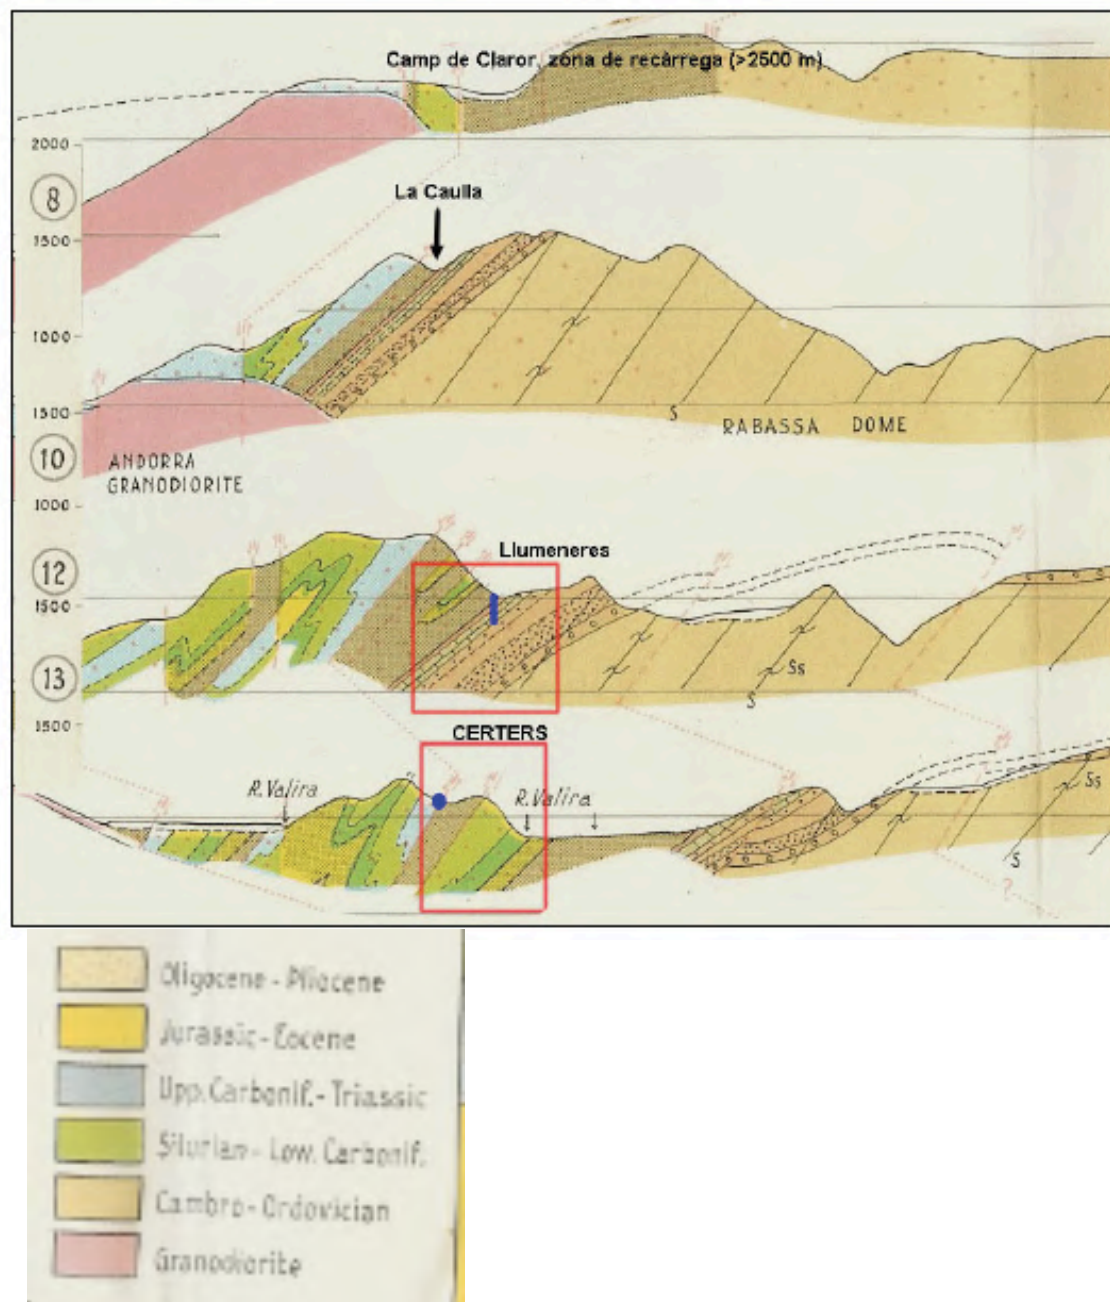 Camp de Claror, zona de recàrrega (>2500 m)
2000
8
La Caulla
1500
1000
1500
S
RABASSA DOME
10
ANDORRA
GRANODIORITE
1000
12
Llumeneres
1500
Ss
13
S
1500
CERTERS
R.Valira
R.Valira
Ss
S
?
Oligocene - Pliocene
Jurassic - Eocene
Upp. Carbonif. - Triassic
Silurian - Low. Carbonif.
Cambro - Ordovician
Granodiorite